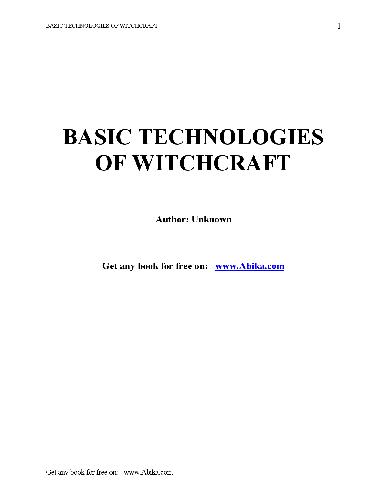 BASIC TECHNOLOGIES OF WITCHCRAFT 1
BASIC TECHNOLOGIES
OF WITCHCRAFT
Author: Unknown
Get any book for free on: www.Abika.com
Get any book for free on: www.Abika.com